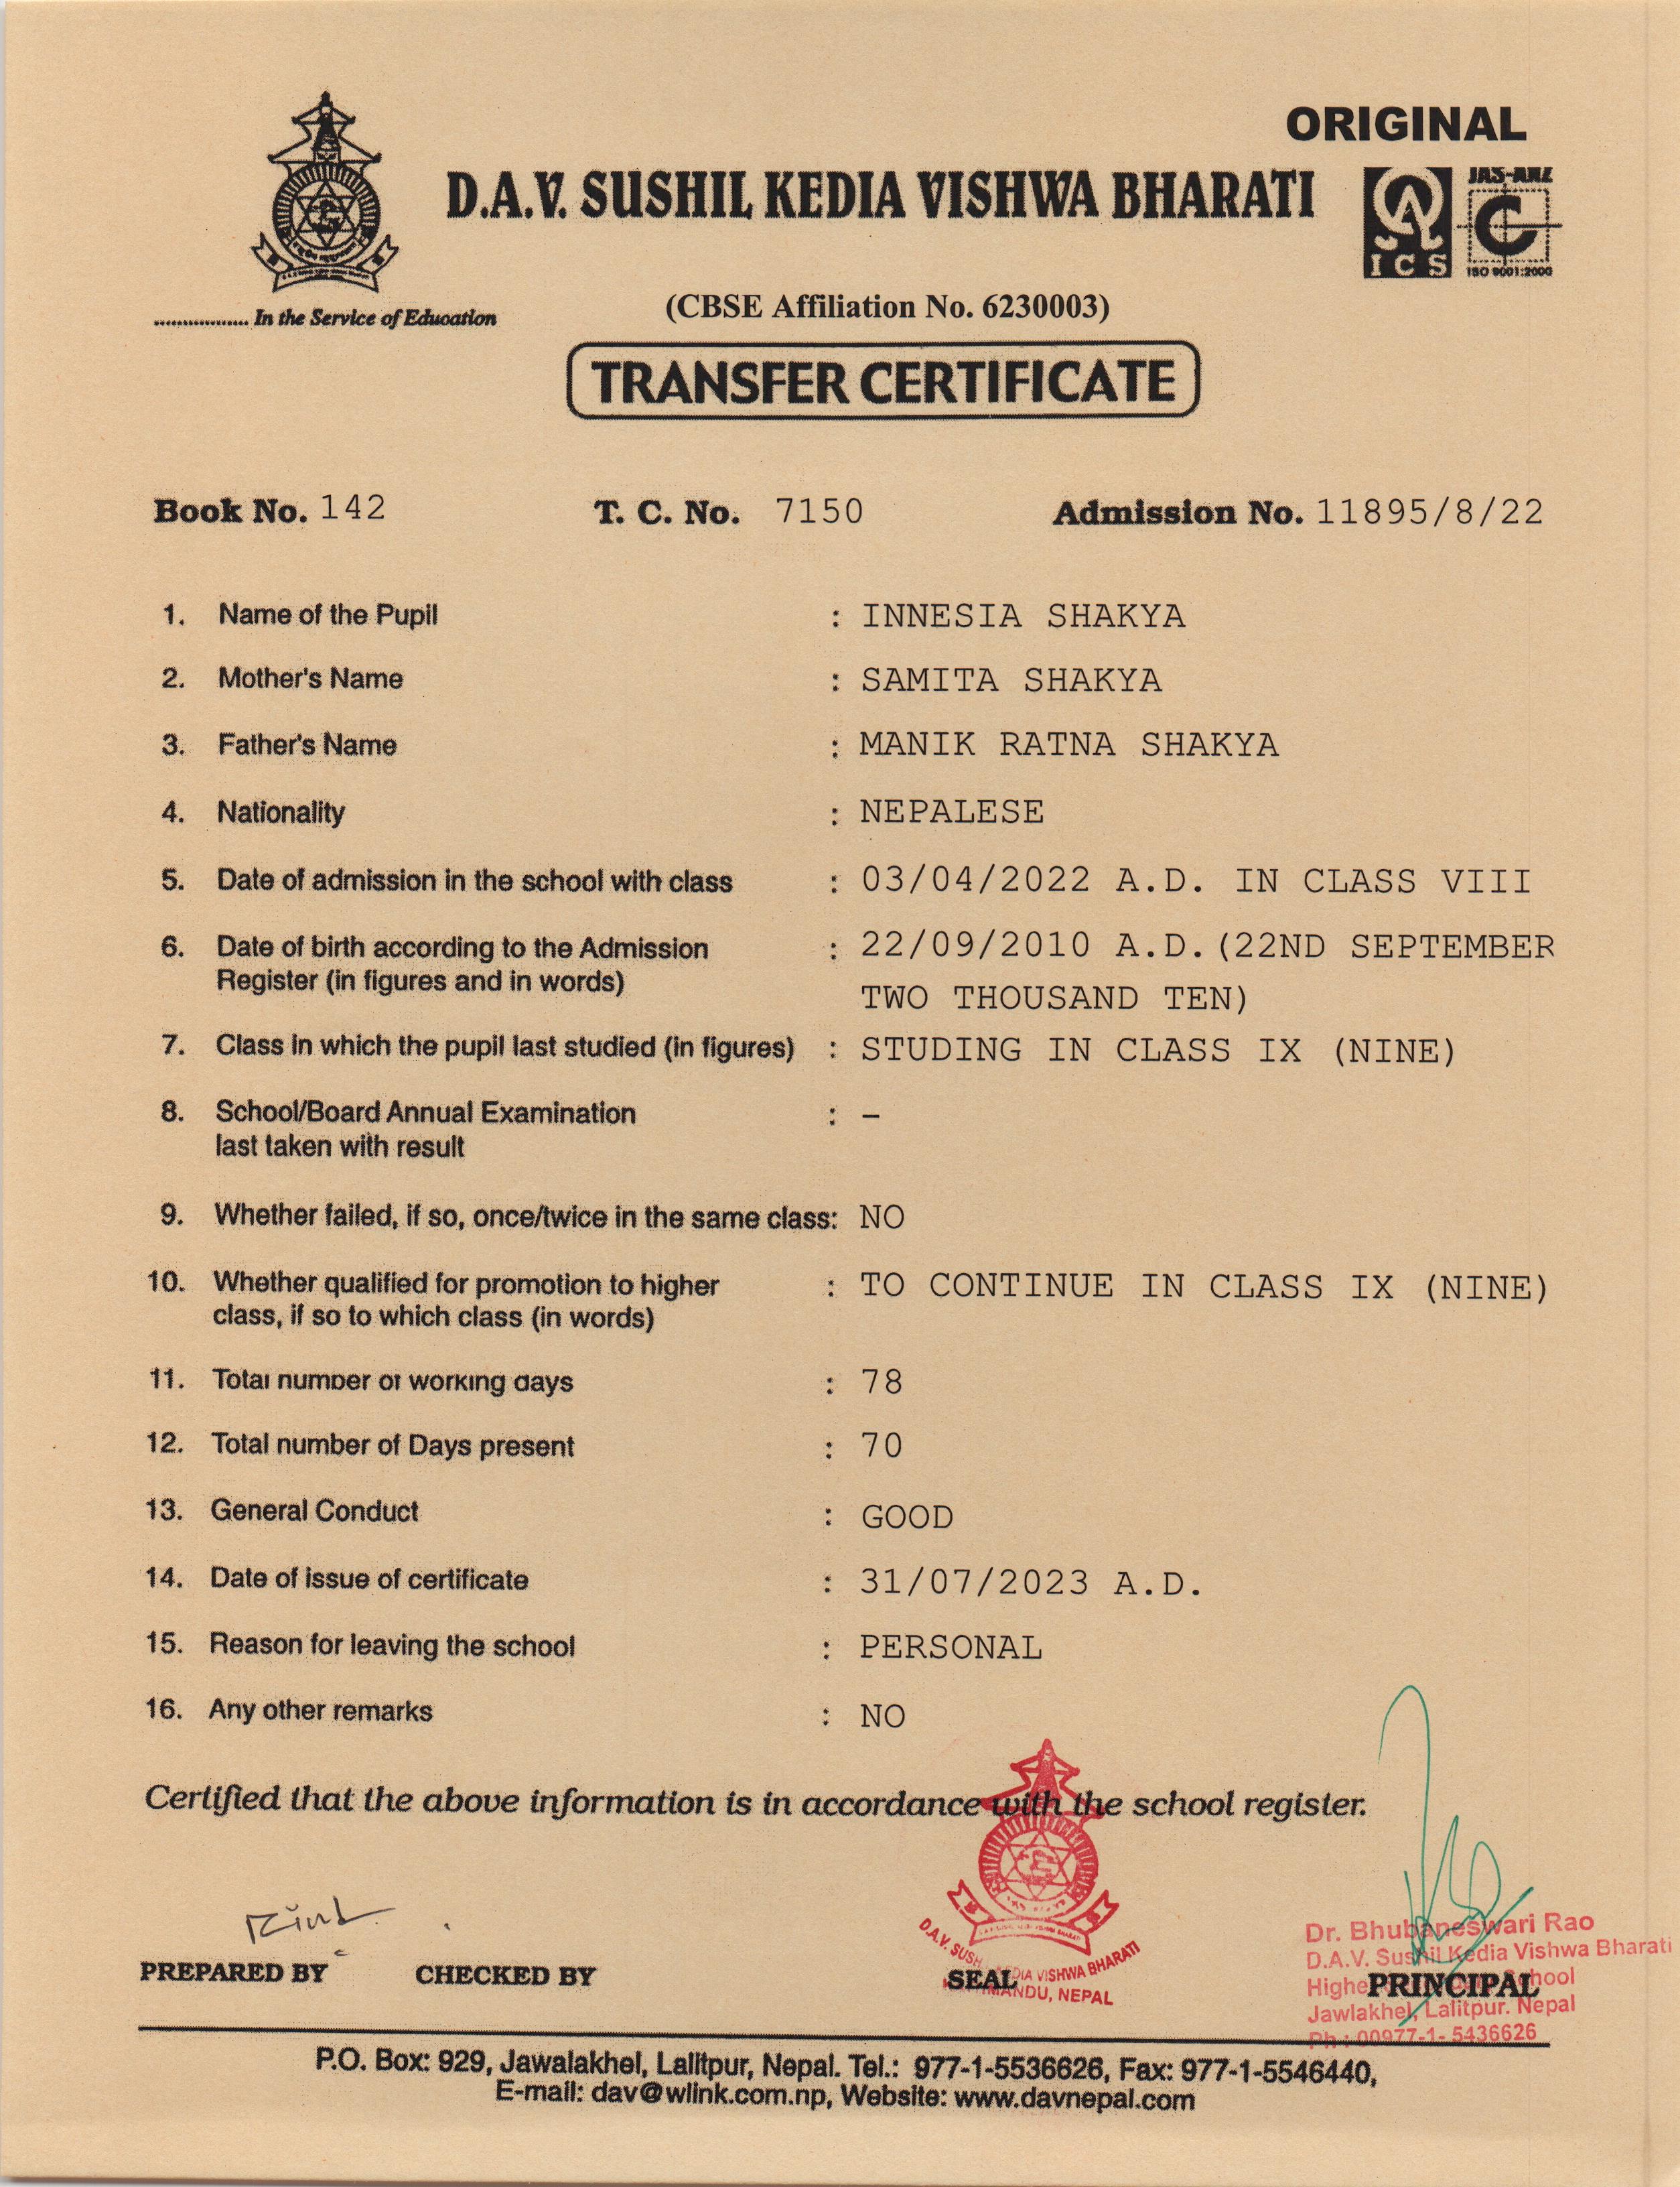 ORIGINAL
D.A.V. SUSHIL KEDIA VISHWA BHARATI
JAS-ANZ
ICS
ISO 9001:2000
................. In the Service of Education
(CBSE Affiliation No. 6230003)
TRANSFER CERTIFICATE
Book No. 142 T. C. No. 7150 Admission No. 11895/8/22
1. Name of the Pupil : INNESIA SHAKYA
2. Mother's Name : SAMITA SHAKYA
3. Father's Name : MANIK RATNA SHAKYA
4. Nationality : NEPALESE
5. Date of admission in the school with class : 03/04/2022 A.D. IN CLASS VIII
6. Date of birth according to the Admission : 22/09/2010 A.D.(22ND SEPTEMBER
Register (in figures and in words) TWO THOUSAND TEN)
7. Class in which the pupil last studied (in figures) : STUDING IN CLASS IX (NINE)
8. School/Board Annual Examination : –
last taken with result
9. Whether failed, if so, once/twice in the same class: NO
10. Whether qualified for promotion to higher : TO CONTINUE IN CLASS IX (NINE)
class, if so to which class (in words)
11. Total number of working days : 78
12. Total number of Days present : 70
13. General Conduct : GOOD
14. Date of issue of certificate : 31/07/2023 A.D.
15. Reason for leaving the school : PERSONAL
16. Any other remarks : NO
Certified that the above information is in accordance with the school register.
Dr. Bhubaneswari Rao
D.A.V. Sushil Kedia Vishwa Bharati
School
Jawlakhel, Lalitpur. Nepal
Ph : 00977-1- 5436626
D.A.V. VISHWA BHARATI
NEPAL
PREPARED BY CHECKED BY SEAL PRINCIPAL
P.O. Box: 929, Jawalakhel, Lalitpur, Nepal. Tel.: 977-1-5536626, Fax: 977-1-5546440,
E-mail: dav@wlink.com.np, Website: www.davnepal.com